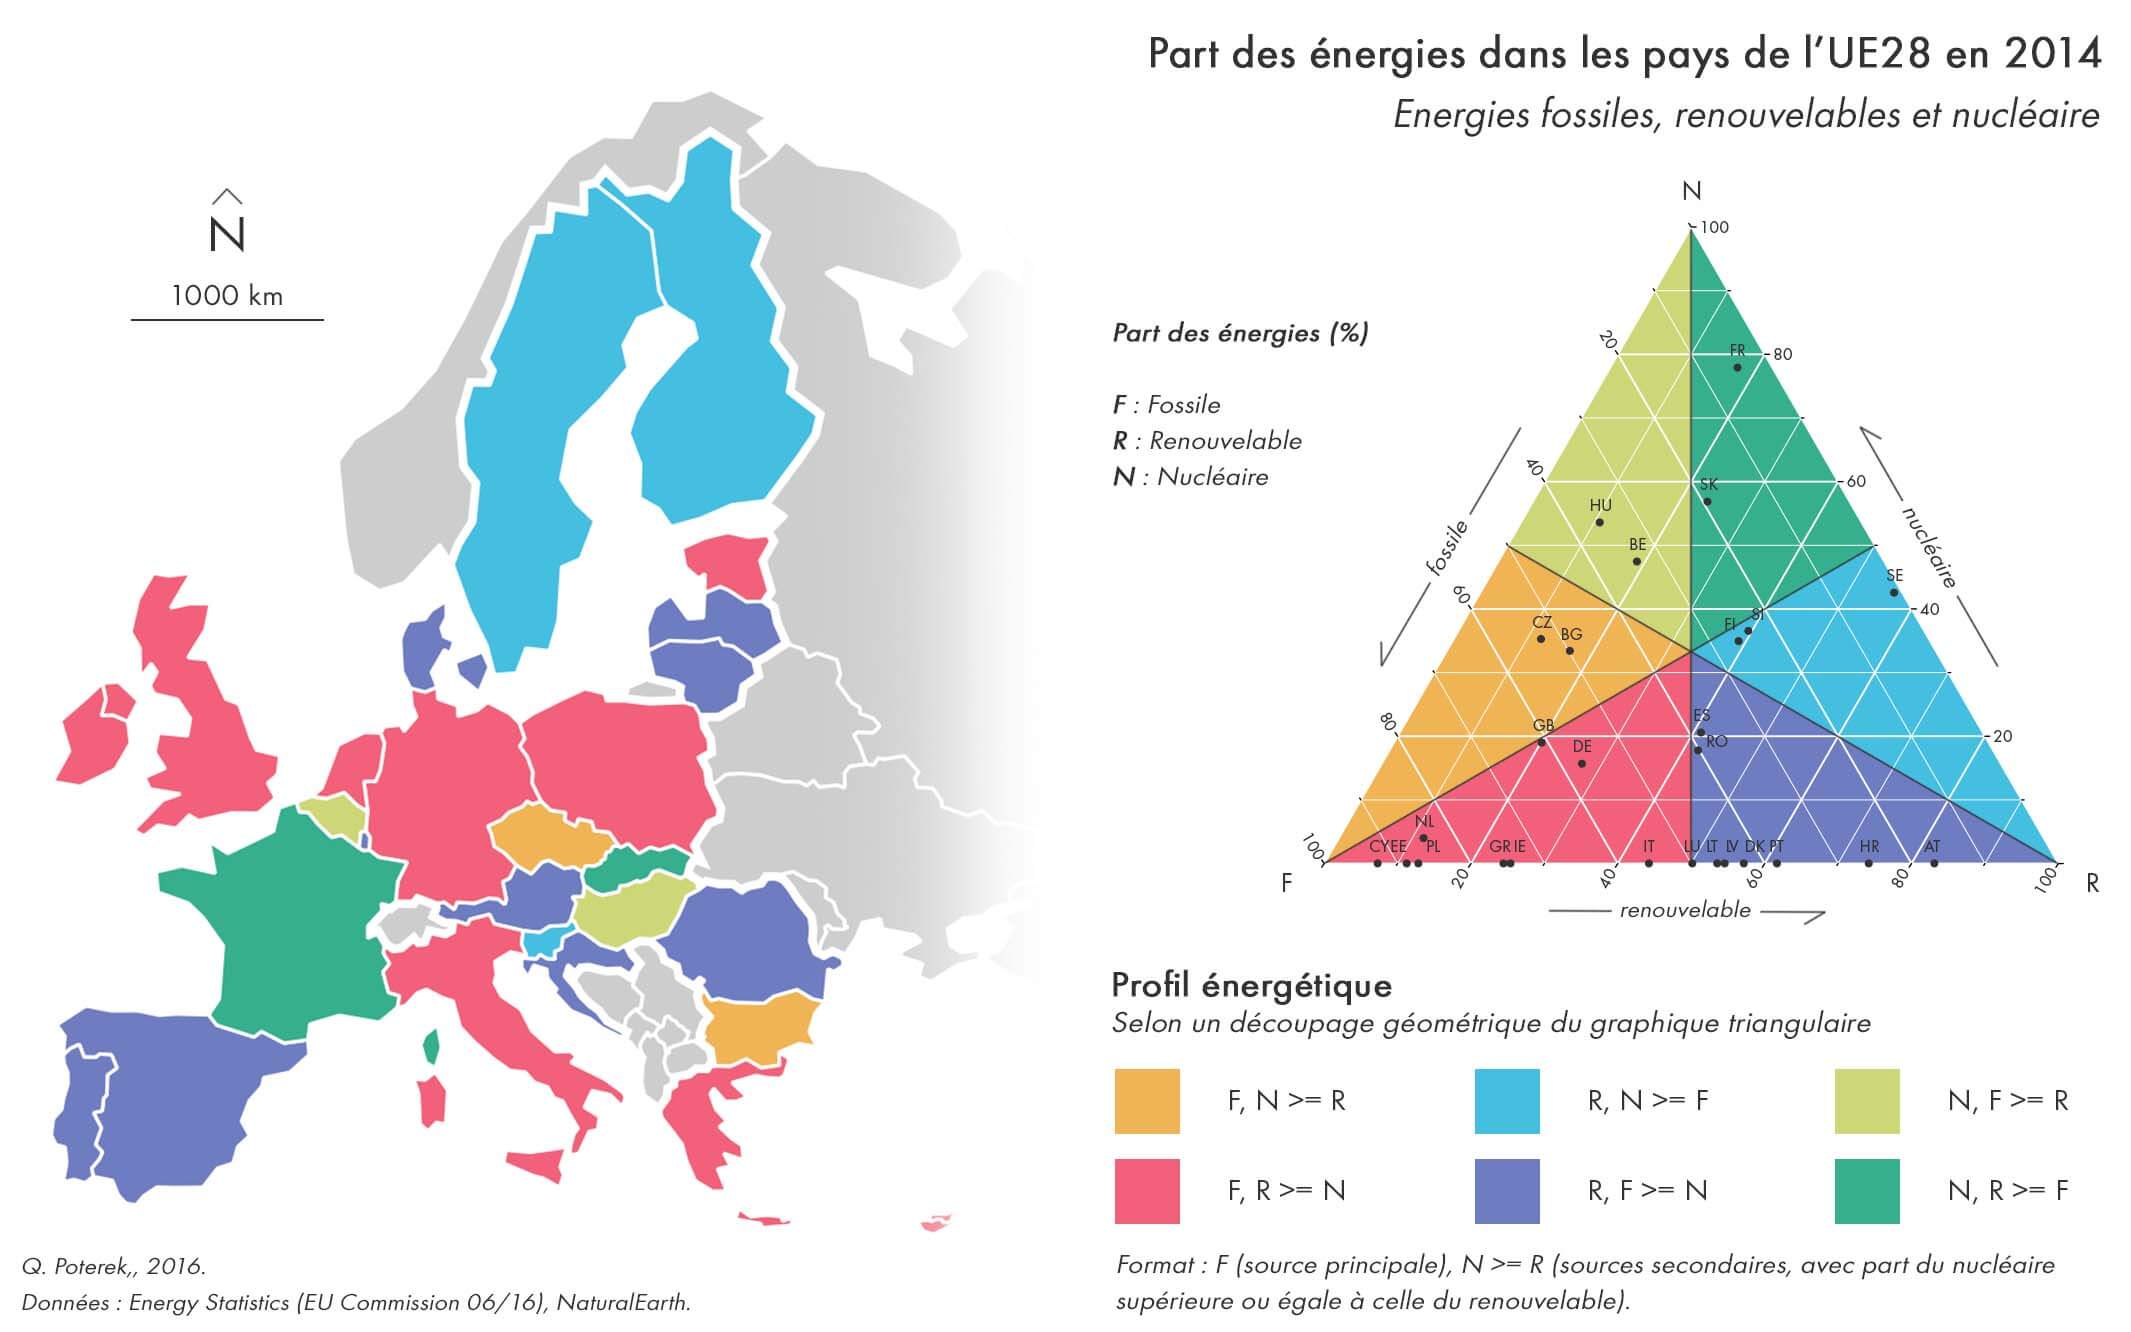 Part des énergies dans les pays de l'UE28 en 2014
Energies fossiles, renouvelables et nucléaire
N
1000 km
Part des énergies (%)
F : Fossile
R : Renouvelable
N : Nucléaire
N
100
80
60
40
20
20
40
60
80
100
20
40
60
80
100
F
R
fossile
nucléaire
renouvelable
FR
SK
HU
BE
SE
SI
FI
CZ
BG
ES
GB
RO
DE
NL
CY EE PL GR IE IT LU LT LV DK PT HR AT
Profil énergétique
Selon un découpage géométrique du graphique triangulaire
F, N >= R
R, N >= F
N, F >= R
F, R >= N
R, F >= N
N, R >= F
Format : F (source principale), N >= R (sources secondaires, avec part du nucléaire
supérieure ou égale à celle du renouvelable).
Q. Poterek,, 2016.
Données : Energy Statistics (EU Commission 06/16), NaturalEarth.